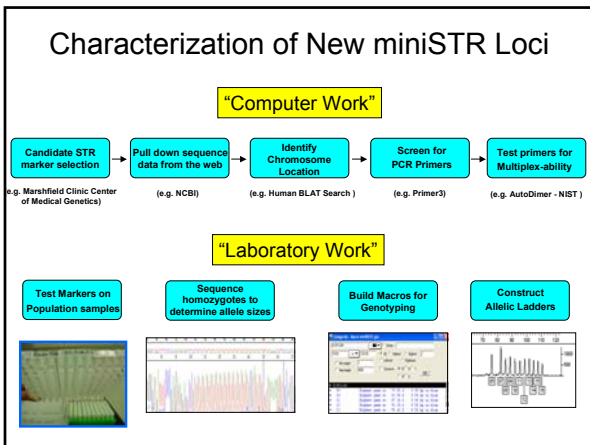 Characterization of New miniSTR Loci
“Computer Work”
Candidate STR
marker selection
Pull down sequence
data from the web
Identify
Chromosome
Location
Screen for
PCR Primers
Test primers for
Multiplex-ability
(e.g. Marshfield Clinic Center
of Medical Genetics)
(e.g. NCBI)
(e.g. Human BLAT Search )
(e.g. Primer3)
(e.g. AutoDimer - NIST )
“Laboratory Work”
Test Markers on
Population samples
Sequence
homozygotes to
determine allele sizes
Build Macros for
Genotyping
Construct
Allelic Ladders